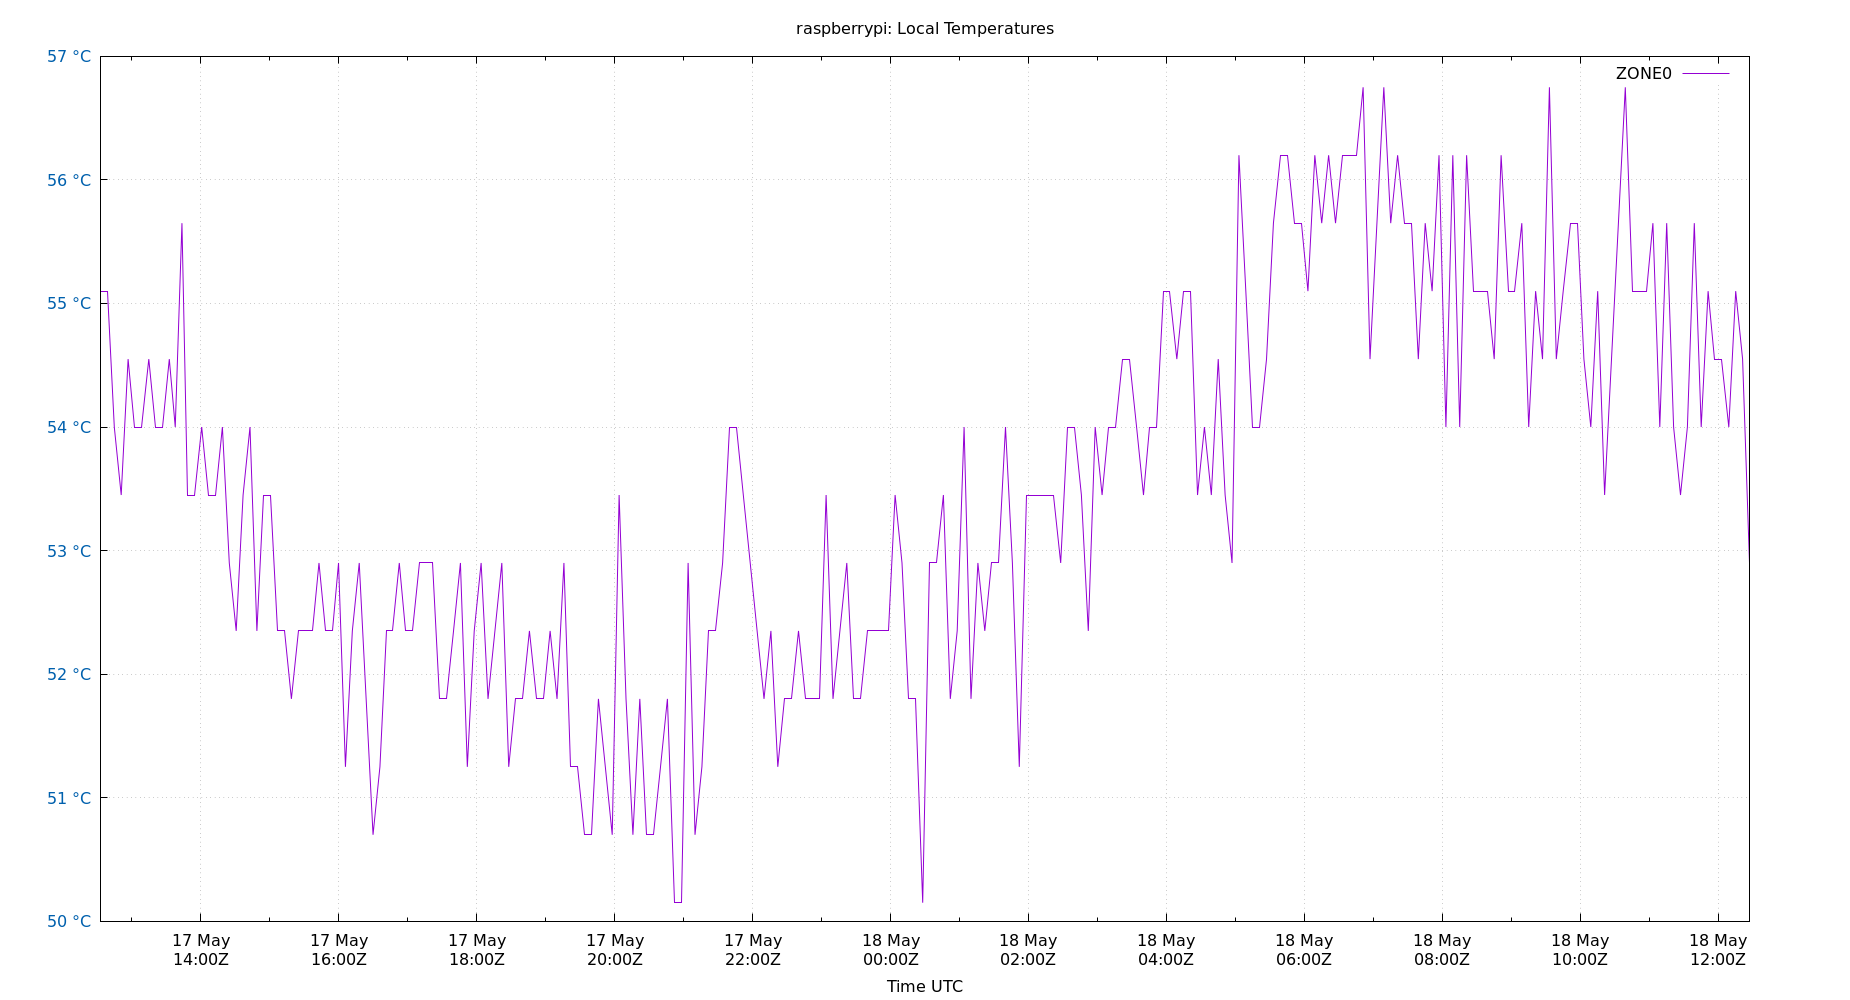 raspberrypi: Local Temperatures
57 °C
ZONE0
56 °C
55 °C
54 °C
53 °C
52 °C
51 °C
50 °C
17 May 17 May 17 May 17 May 17 May 18 May 18 May 18 May 18 May 18 May 18 May 18 May
14:00Z 16:00Z 18:00Z 20:00Z 22:00Z 00:00Z 02:00Z 04:00Z 06:00Z 08:00Z 10:00Z 12:00Z
Time UTC